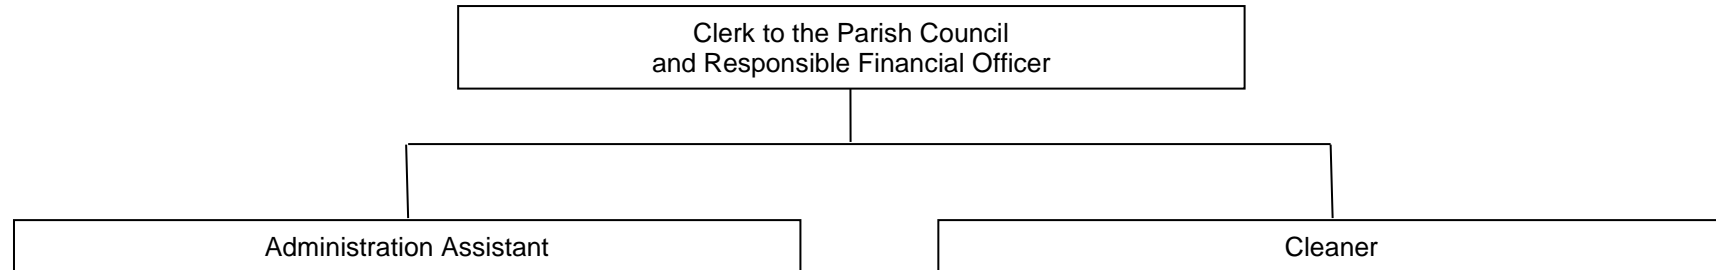 Clerk to the Parish Council
and Responsible Financial Officer
Administration Assistant
Cleaner